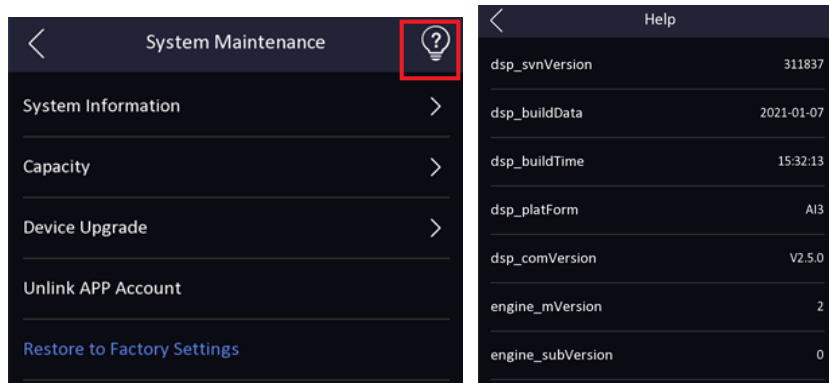 System Maintenance
System Information
Capacity
Device Upgrade
Unlink APP Account
Restore to Factory Settings
Help
dsp_svnVersion 311837
dsp_buildData 2021-01-07
dsp_buildTime 15:32:13
dsp_platForm AI3
dsp_comVersion V2.5.0
engine_mVersion 2
engine_subVersion 0